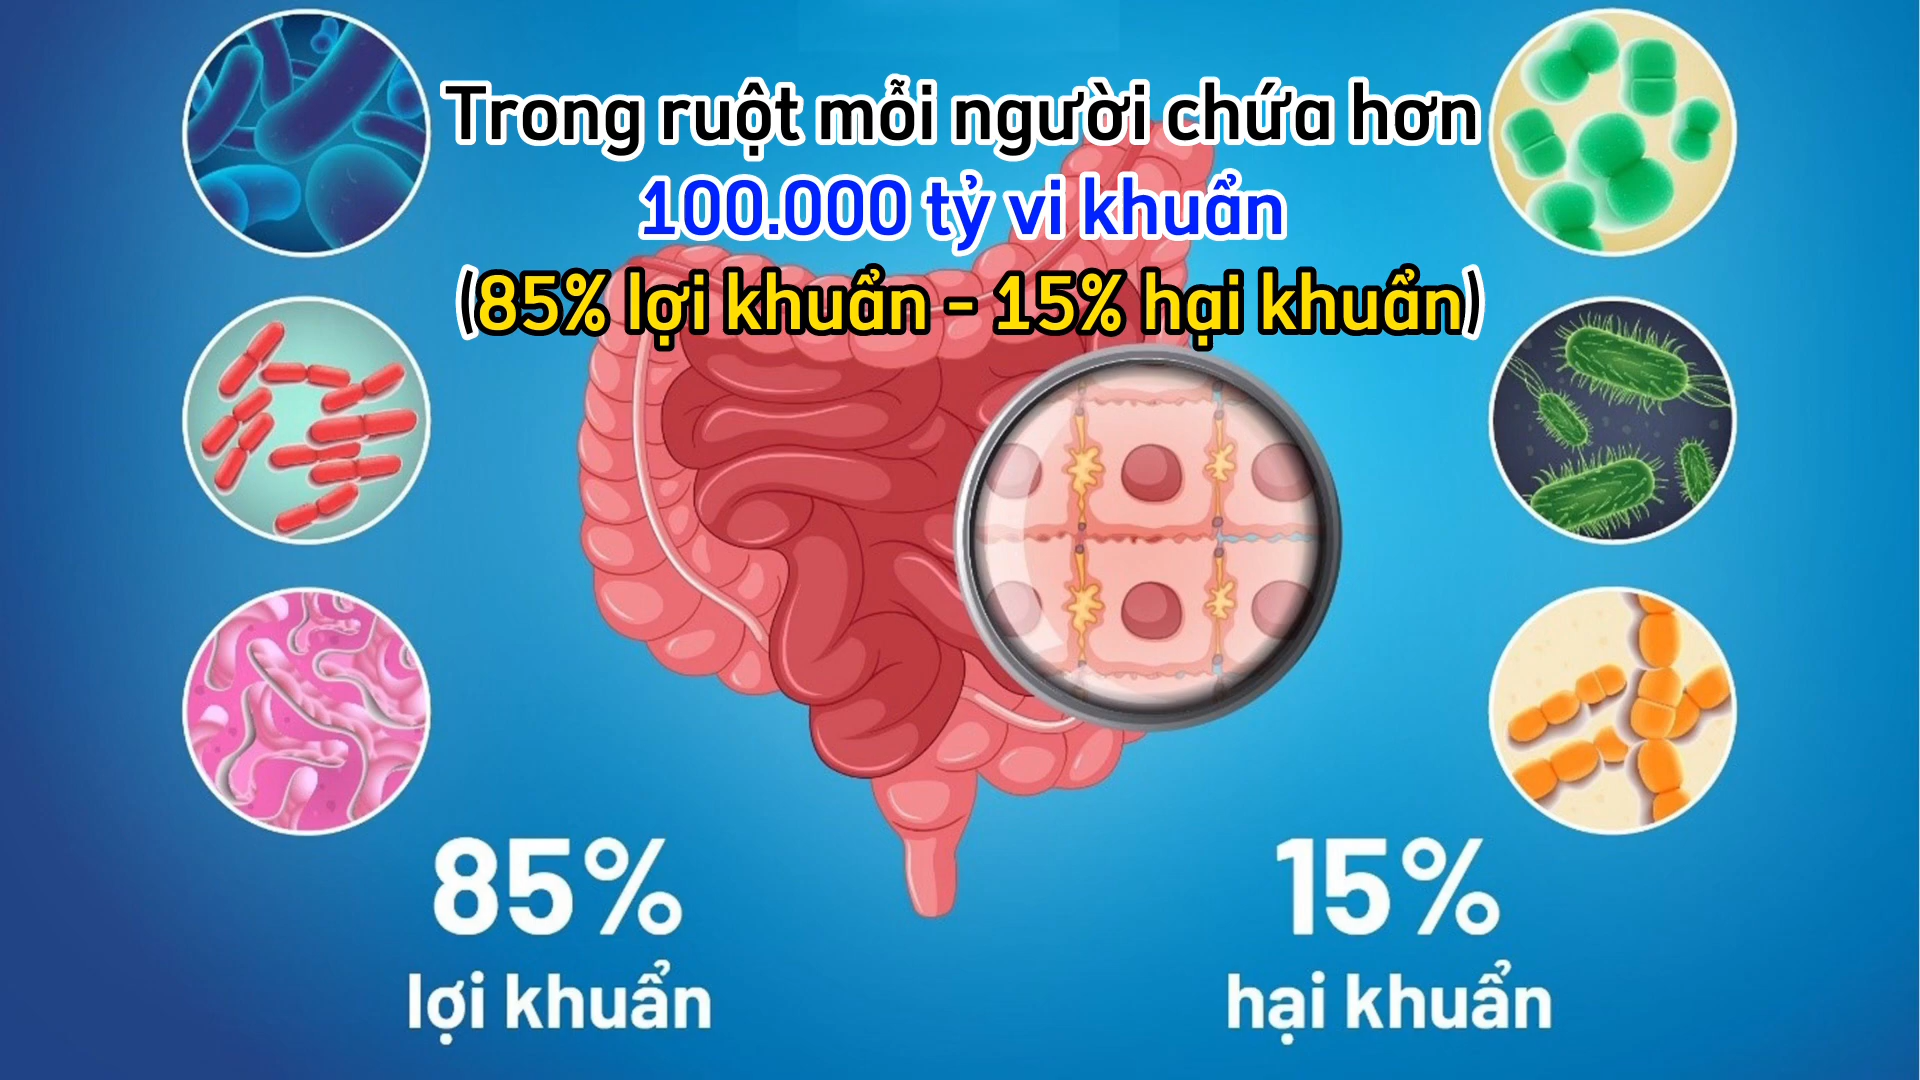 Trong ruột mỗi người chứa hơn
100.000 tỷ vi khuẩn
(85% lợi khuẩn - 15% hại khuẩn)
85%
lợi khuẩn
15%
hại khuẩn